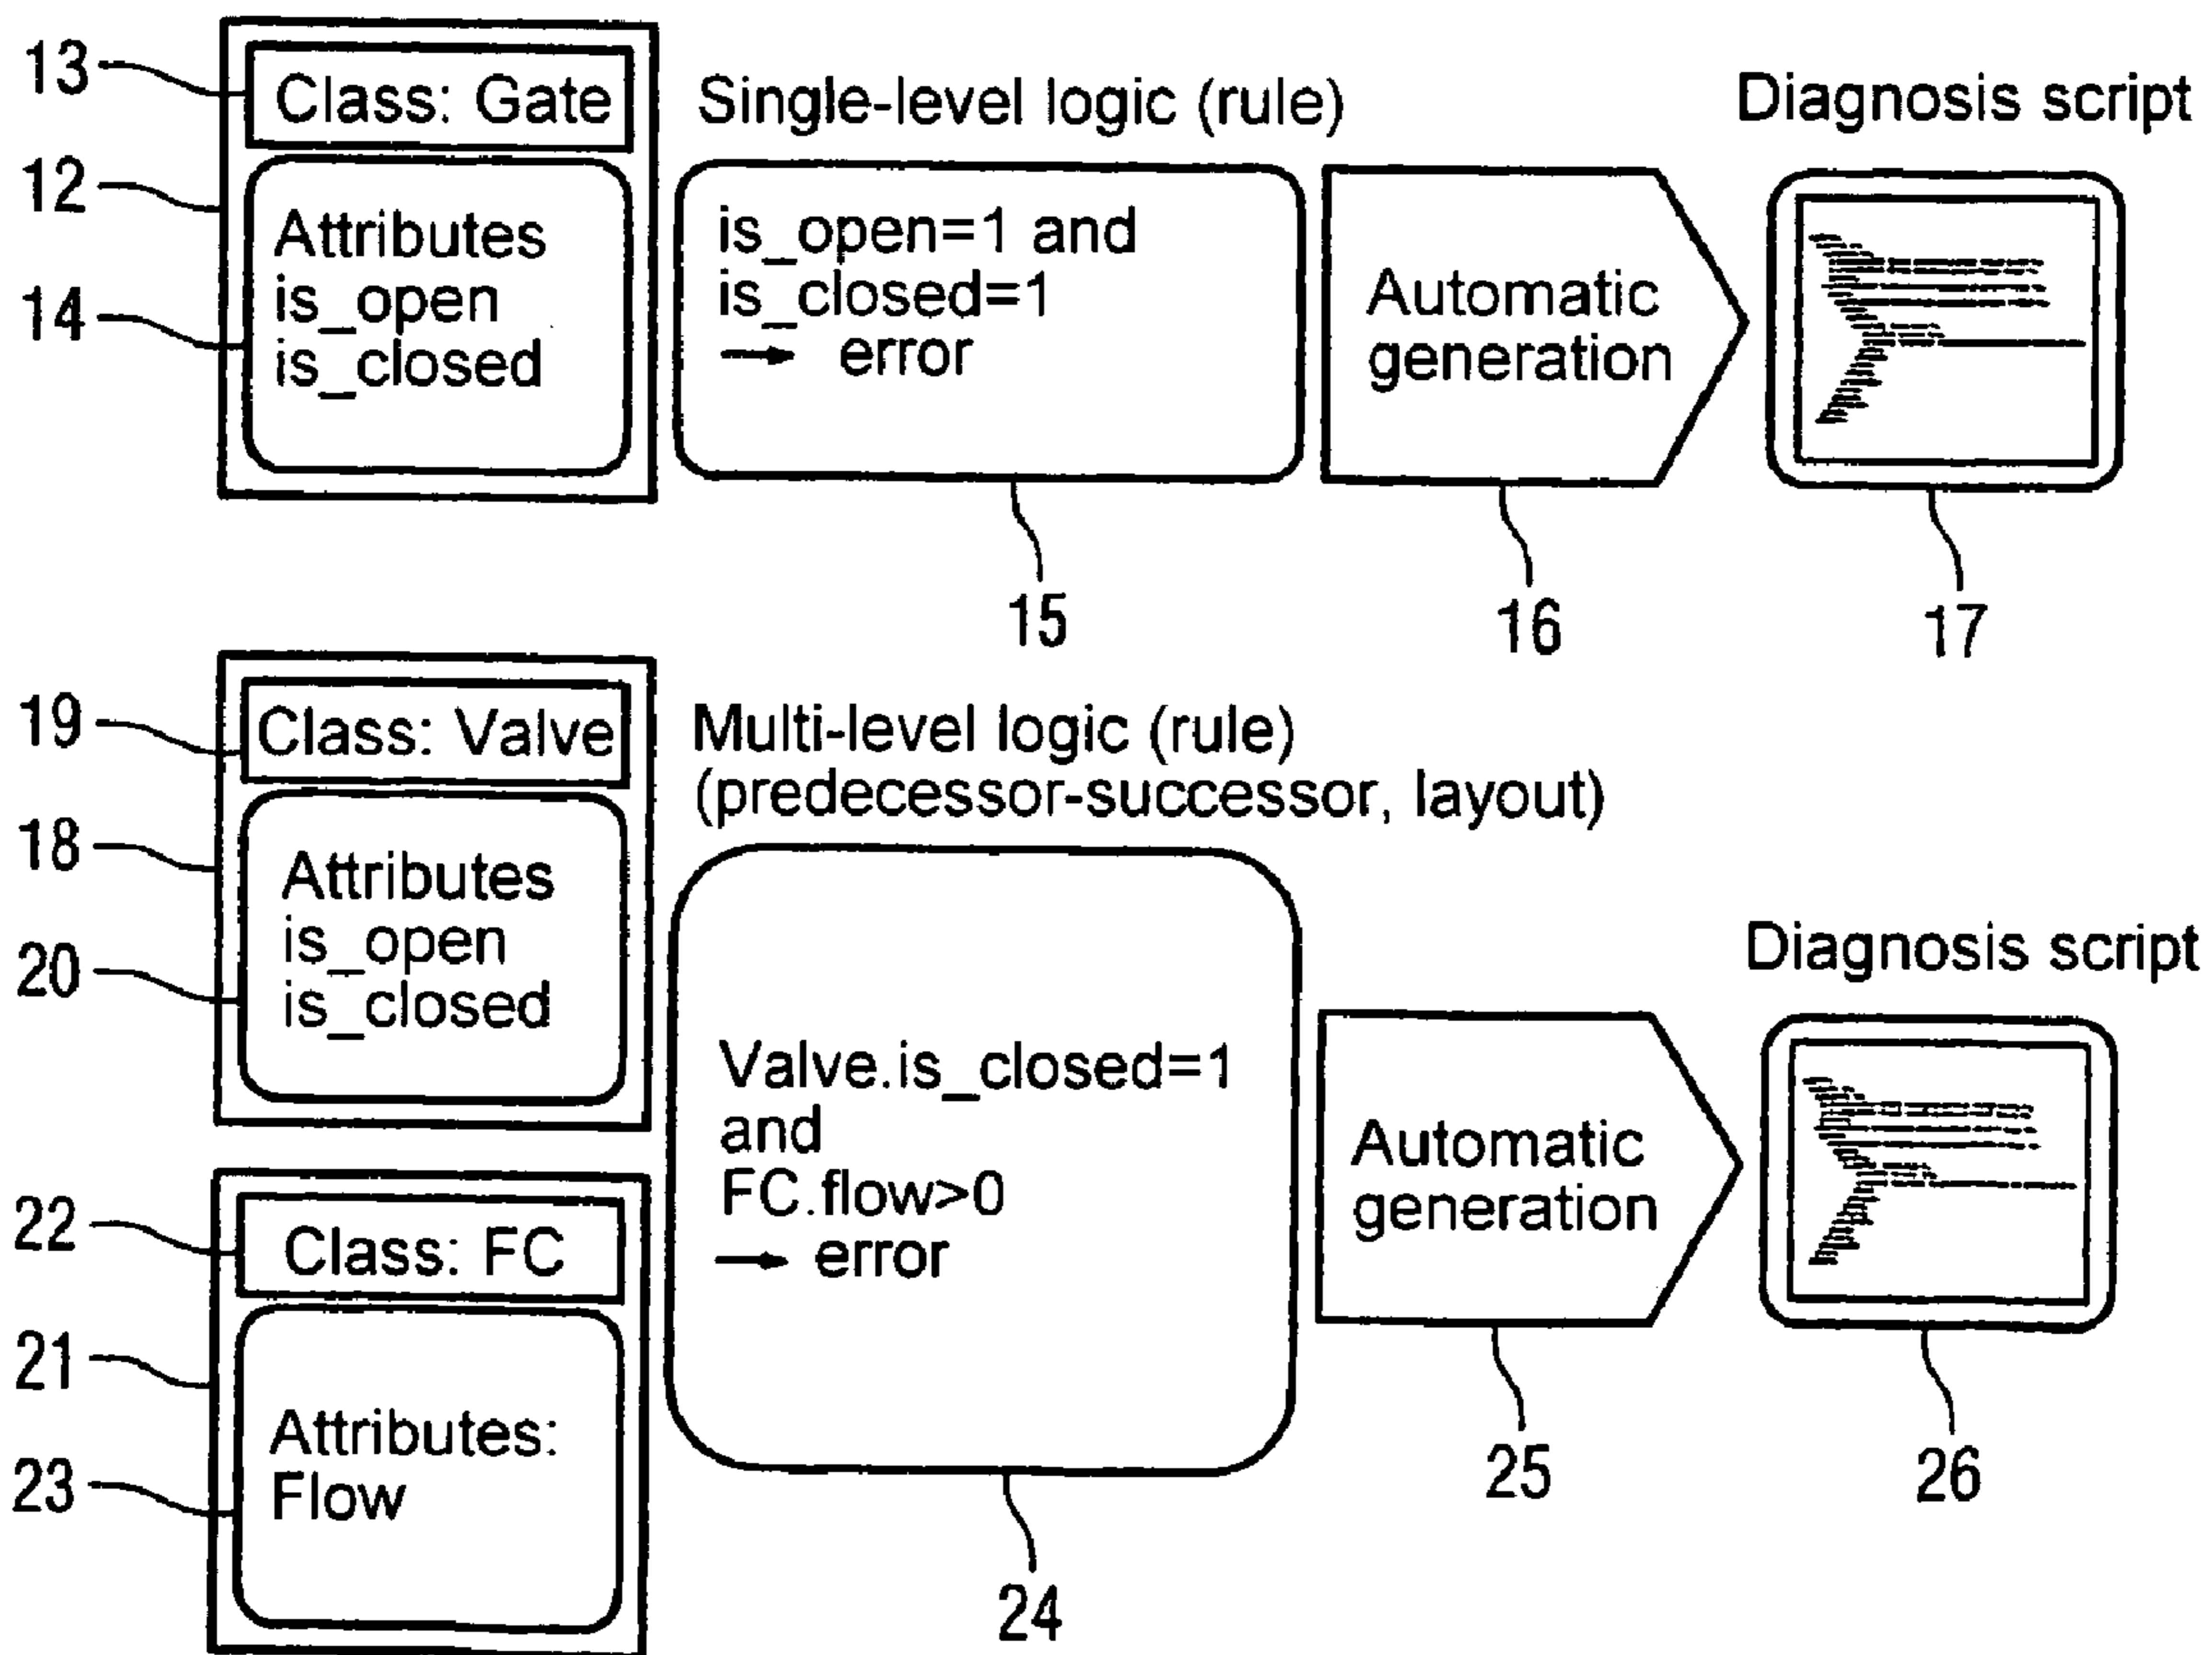 13
Class: Gate
12
14
Attributes
is_open
is_closed
Single-level logic (rule)
is_open=1 and
is_closed=1
→ error
15
Automatic
generation
16
Diagnosis script
17
19
Class: Valve
18
20
Attributes
is_open
is_closed
22
Class: FC
21
23
Attributes:
Flow
Multi-level logic (rule)
(predecessor-successor, layout)
Valve.is_closed=1
and
FC.flow>0
→ error
24
Automatic
generation
25
Diagnosis script
26